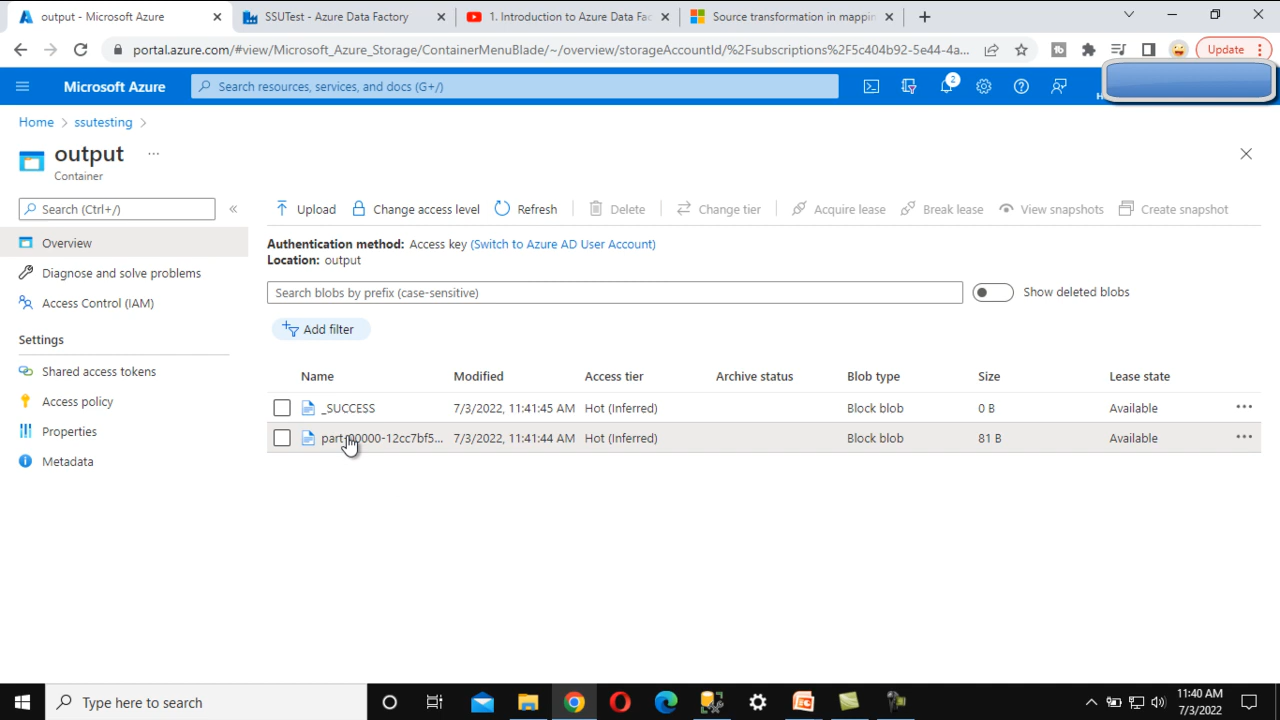 output - Microsoft Azure
SSUTest - Azure Data Factory
1. Introduction to Azure Data Fac
Source transformation in mappin
portal.azure.com/#view/Microsoft_Azure_Storage/ContainerMenuBlade/~/overview/storageAccountId/%2Fsubscriptions%2F5c404b92-5e44-4a...
Update
Microsoft Azure
Search resources, services, and docs (G+/)
2
Home > ssutesting >
output ...
Container
Search (Ctrl+/)
Overview
Diagnose and solve problems
Access Control (IAM)
Settings
Shared access tokens
Access policy
Properties
Metadata
Upload
Change access level
Refresh
Delete
Change tier
Acquire lease
Break lease
View snapshots
Create snapshot
Authentication method: Access key (Switch to Azure AD User Account)
Location: output
Search blobs by prefix (case-sensitive)
Show deleted blobs
Add filter
Name Modified Access tier Archive status Blob type Size Lease state
_SUCCESS 7/3/2022, 11:41:45 AM Hot (Inferred) Block blob 0 B Available ...
part-00000-12cc7bf5... 7/3/2022, 11:41:44 AM Hot (Inferred) Block blob 81 B Available ...
Type here to search
11:40 AM
7/3/2022